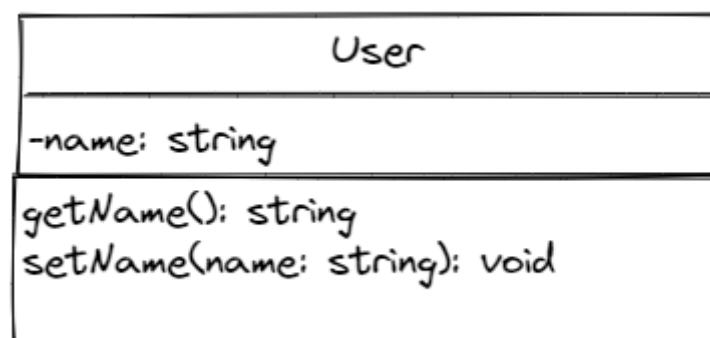 User
-name: string
getName(): string
setName(name: string): void